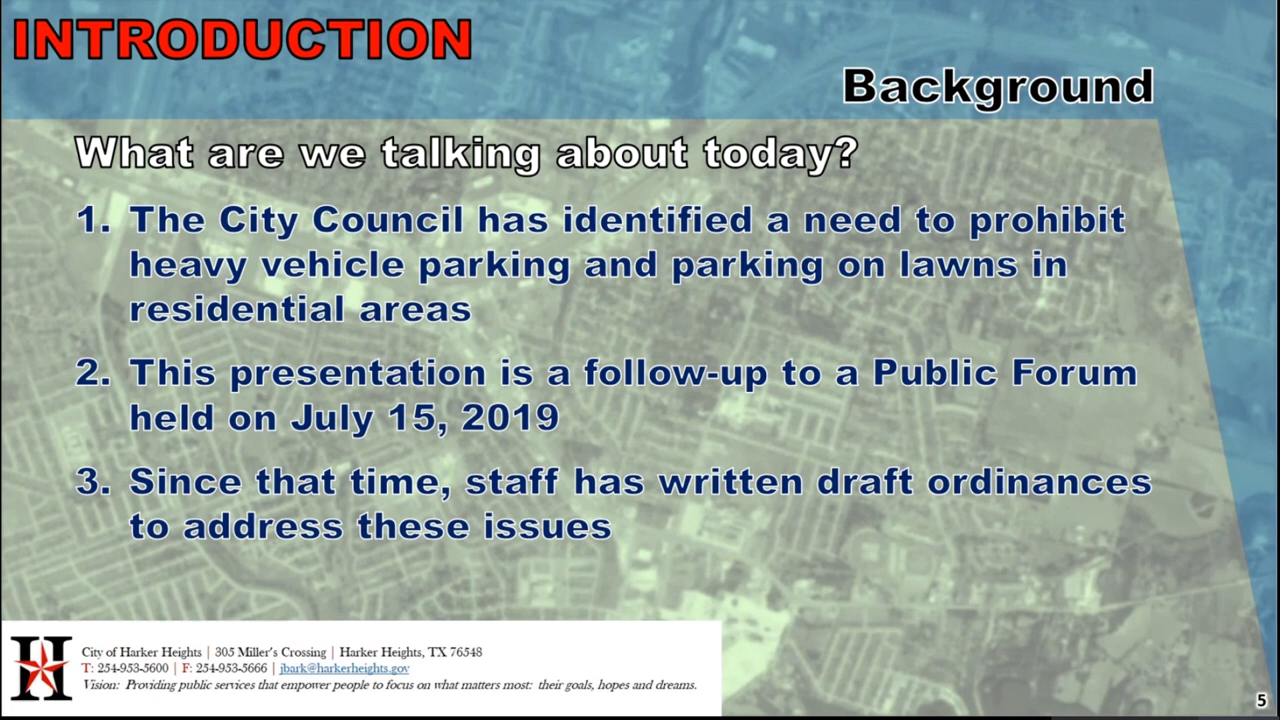 INTRODUCTION
Background
What are we talking about today?
1. The City Council has identified a need to prohibit
heavy vehicle parking and parking on lawns in
residential areas
2. This presentation is a follow-up to a Public Forum
held on July 15, 2019
3. Since that time, staff has written draft ordinances
to address these issues
H
City of Harker Heights | 305 Miller's Crossing | Harker Heights, TX 76548
T: 254-953-5600 | F: 254-953-5666 | jbark@harkerheights.gov
Vision: Providing public services that empower people to focus on what matters most: their goals, hopes and dreams.
5